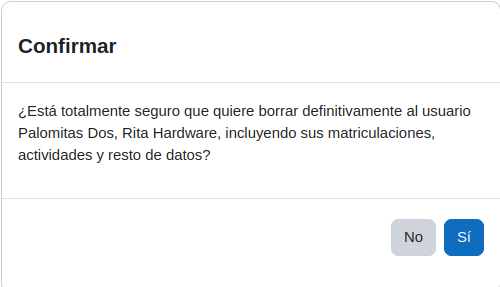 Confirmar
¿Está totalmente seguro que quiere borrar definitivamente al usuario
Palomitas Dos, Rita Hardware, incluyendo sus matriculaciones,
actividades y resto de datos?
No
Sí